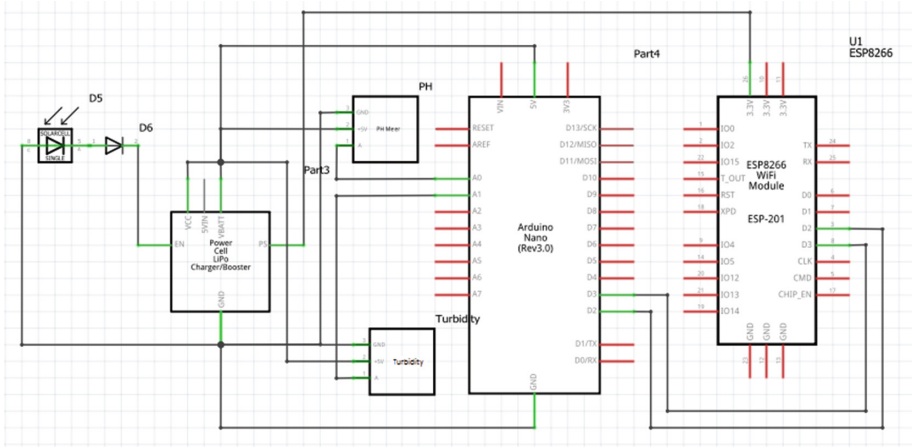 D5
SOLARCELL
SINGLE
D6
VCC
5VIN
VBATT
EN
PS
Power
Cell
LiPo
Charger/Booster
GND
PH
GND
+5V
A
PH Meer
Part3
Turbidity
GND
+5V
A
Turbidity
Part4
VIN
5V
3V3
RESET
AREF
A0
A1
A2
A3
A4
A5
A6
A7
D13/SCK
D12/MISO
D11/MOSI
D10
D9
D8
D7
D6
D5
D4
D3
D2
D1/TX
D0/RX
Arduino
Nano
(Rev3.0)
GND
U1
ESP8266
3.3V
3.3V
3.3V
IO0
IO2
IO15
T_OUT
RST
XPD
IO4
IO5
IO12
IO13
IO14
TX
RX
D0
D1
D2
D3
CLK
CMD
CHIP_EN
ESP8266
WiFi
Module
ESP-201
GND
GND
GND